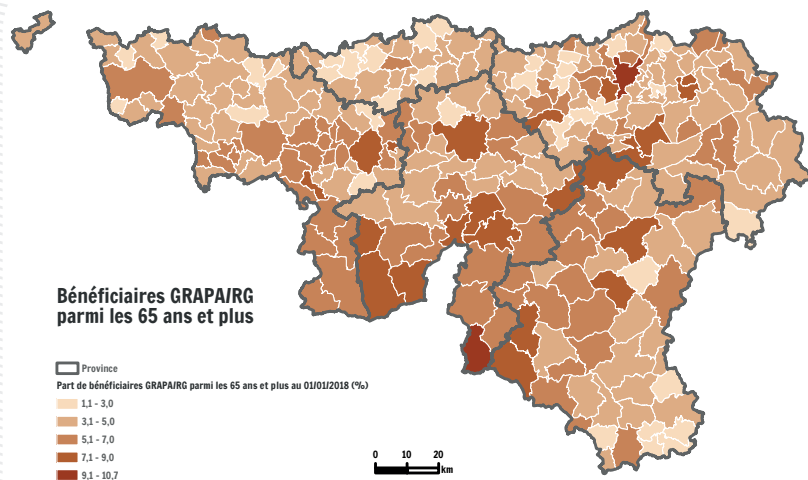 Bénéficiaires GRAPA/RG
parmi les 65 ans et plus
Province
Part de bénéficiaires GRAPA/RG parmi les 65 ans et plus au 01/01/2018 (%)
1,1 - 3,0
3,1 - 5,0
5,1 - 7,0
7,1 - 9,0
9,1 - 10,7
0 10 20
km